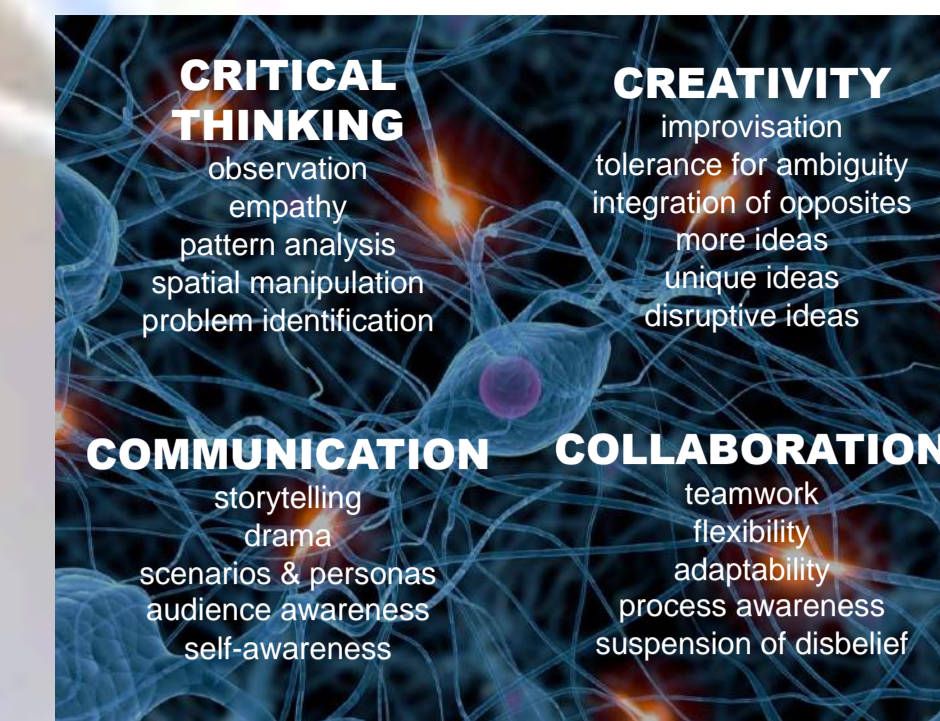 CRITICAL
THINKING
observation
empathy
pattern analysis
spatial manipulation
problem identification
CREATIVITY
improvisation
tolerance for ambiguity
integration of opposites
more ideas
unique ideas
disruptive ideas
COMMUNICATION
storytelling
drama
scenarios & personas
audience awareness
self-awareness
COLLABORATION
teamwork
flexibility
adaptability
process awareness
suspension of disbelief